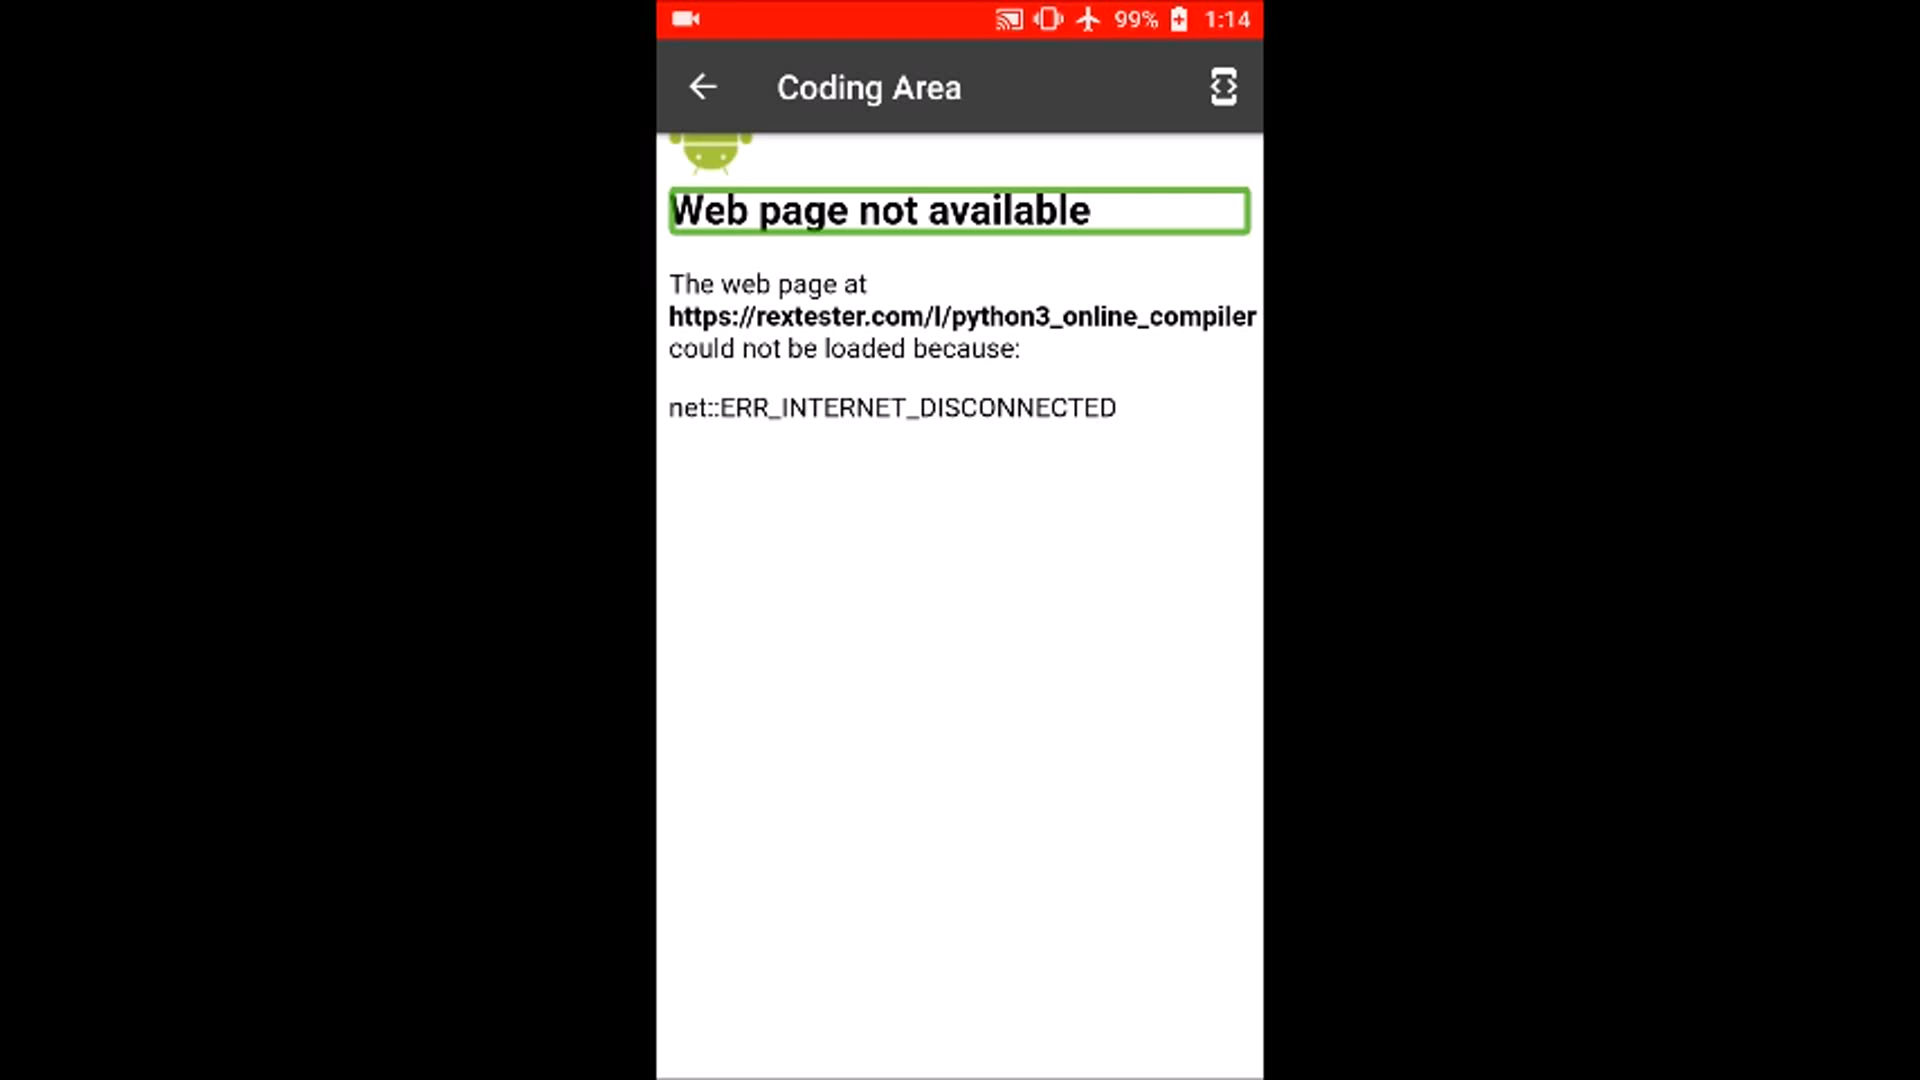 99% 1:14
Coding Area
Web page not available
The web page at
https://rextester.com/l/python3_online_compiler
could not be loaded because:
net::ERR_INTERNET_DISCONNECTED